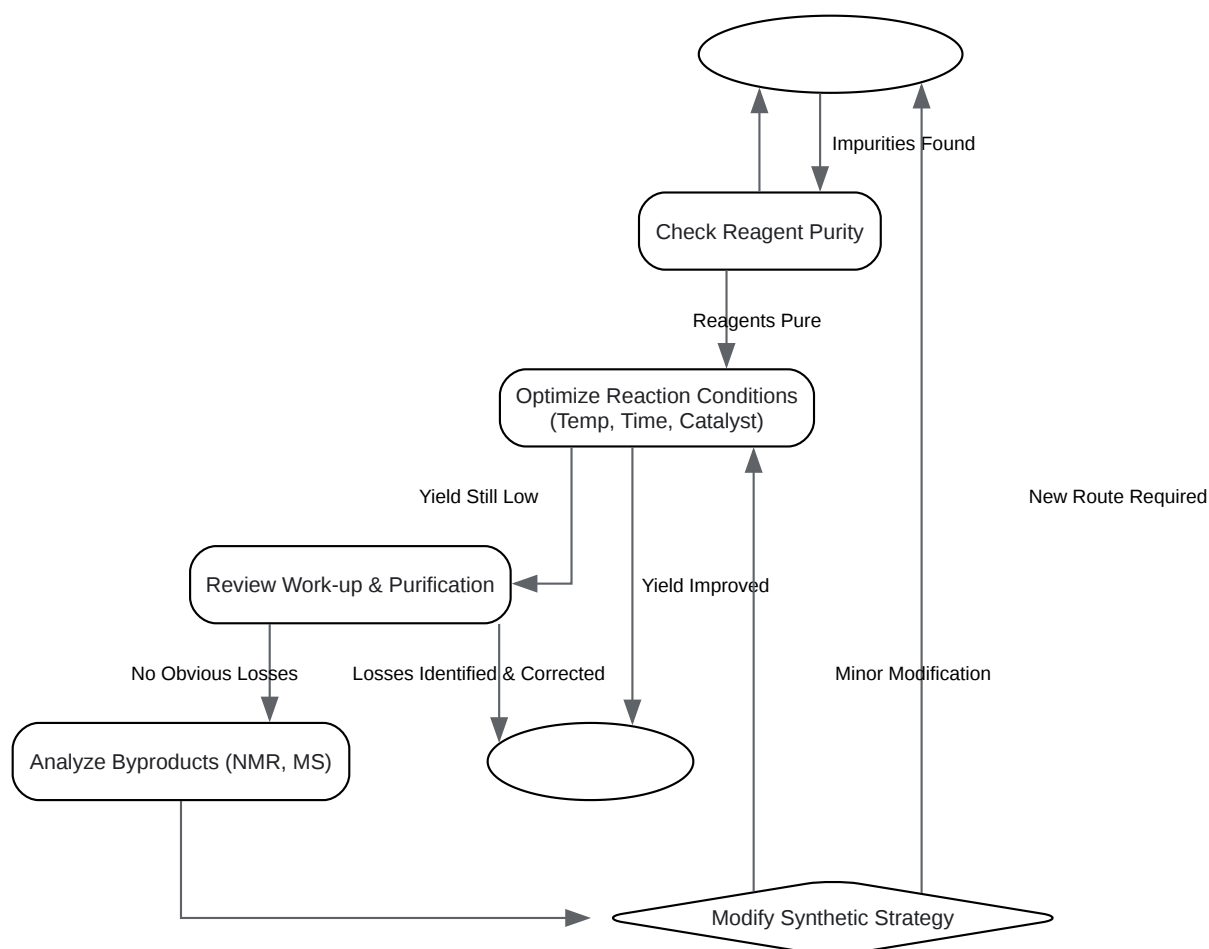 Impurities Found
Check Reagent Purity
Reagents Pure
Optimize Reaction Conditions
(Temp, Time, Catalyst)
Yield Still Low
New Route Required
Review Work-up & Purification
Yield Improved
No Obvious Losses
Losses Identified & Corrected
Minor Modification
Analyze Byproducts (NMR, MS)
Modify Synthetic Strategy